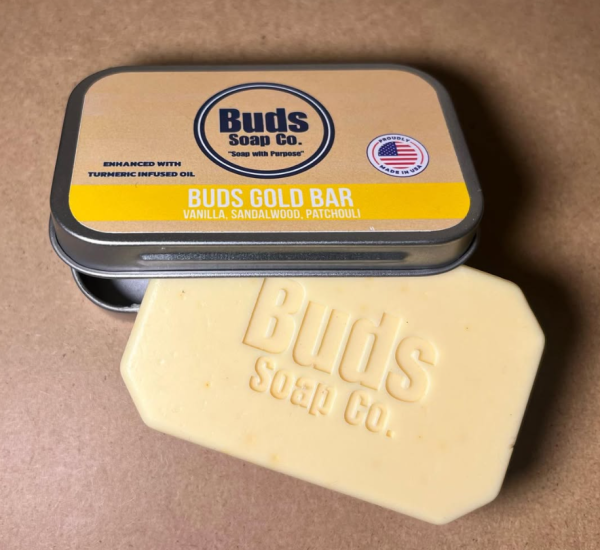 Buds
Soap Co.
"Soap with Purpose"
PROUDLY
MADE IN USA
ENHANCED WITH
TURMERIC INFUSED OIL
BUDS GOLD BAR
VANILLA, SANDALWOOD, PATCHOULI
Buds
Soap Co.